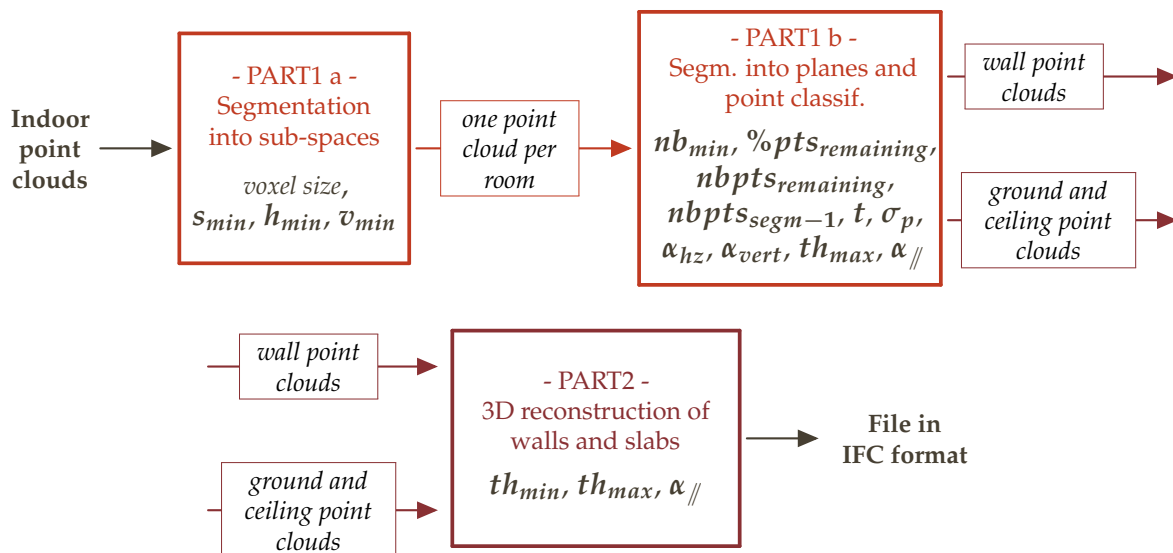 Indoor
point
clouds
- PART1 a -
Segmentation
into sub-spaces
voxel size,
s_min, h_min, v_min
one point
cloud per
room
- PART1 b -
Segm. into planes and
point classif.
nb_min, %pts_remaining,
nbpts_remaining,
nbpts_segm−1, t, σ_p,
α_hz, α_vert, th_max, α_//
wall point
clouds
ground and
ceiling point
clouds
wall point
clouds
ground and
ceiling point
clouds
- PART2 -
3D reconstruction of
walls and slabs
th_min, th_max, α_//
File in
IFC format